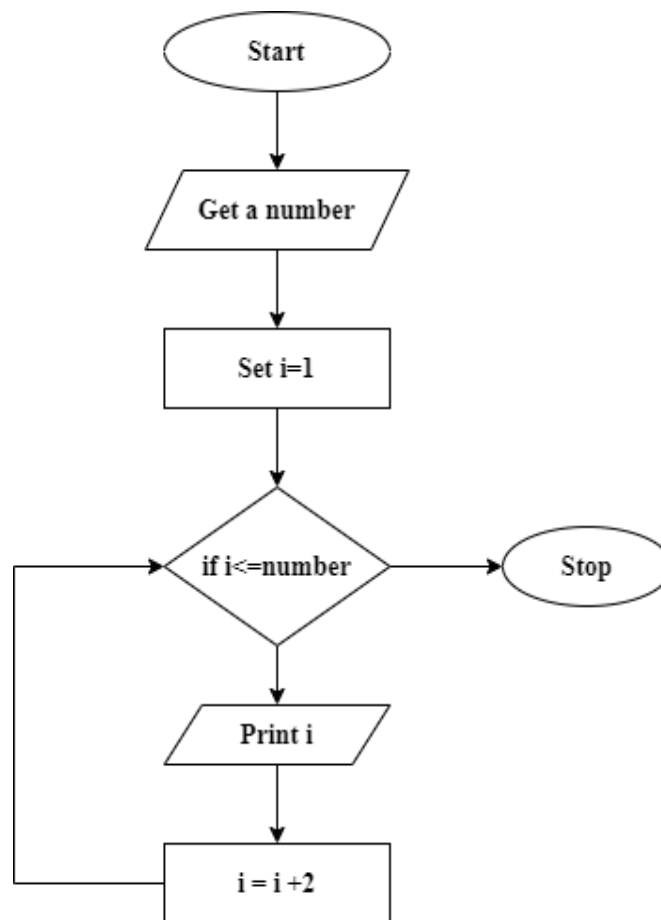 Start
Get a number
Set i=1
if i<=number
Stop
Print i
i = i +2